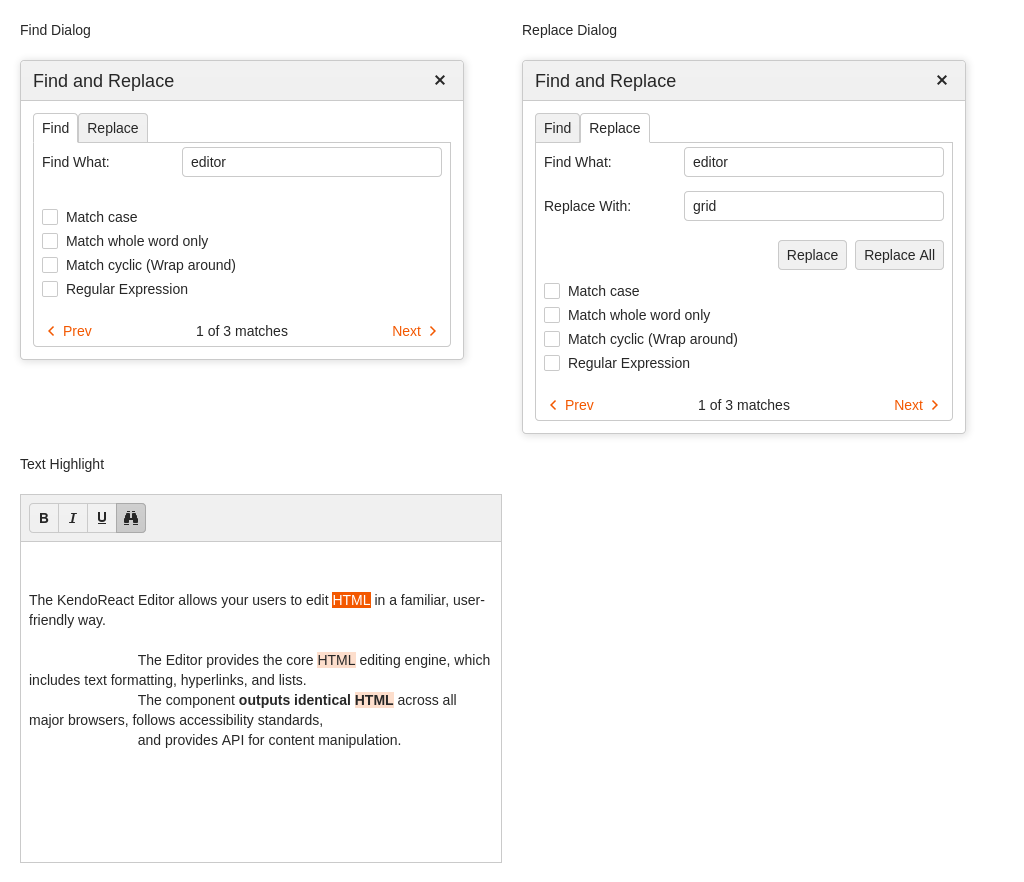 Find Dialog
Find and Replace
Find Replace
Find What: editor
Match case
Match whole word only
Match cyclic (Wrap around)
Regular Expression
Prev 1 of 3 matches Next
Replace Dialog
Find and Replace
Find Replace
Find What: editor
Replace With: grid
Replace Replace All
Match case
Match whole word only
Match cyclic (Wrap around)
Regular Expression
Prev 1 of 3 matches Next
Text Highlight
B I U
The KendoReact Editor allows your users to edit HTML in a familiar, user-
friendly way.
The Editor provides the core HTML editing engine, which
includes text formatting, hyperlinks, and lists.
The component outputs identical HTML across all
major browsers, follows accessibility standards,
and provides API for content manipulation.